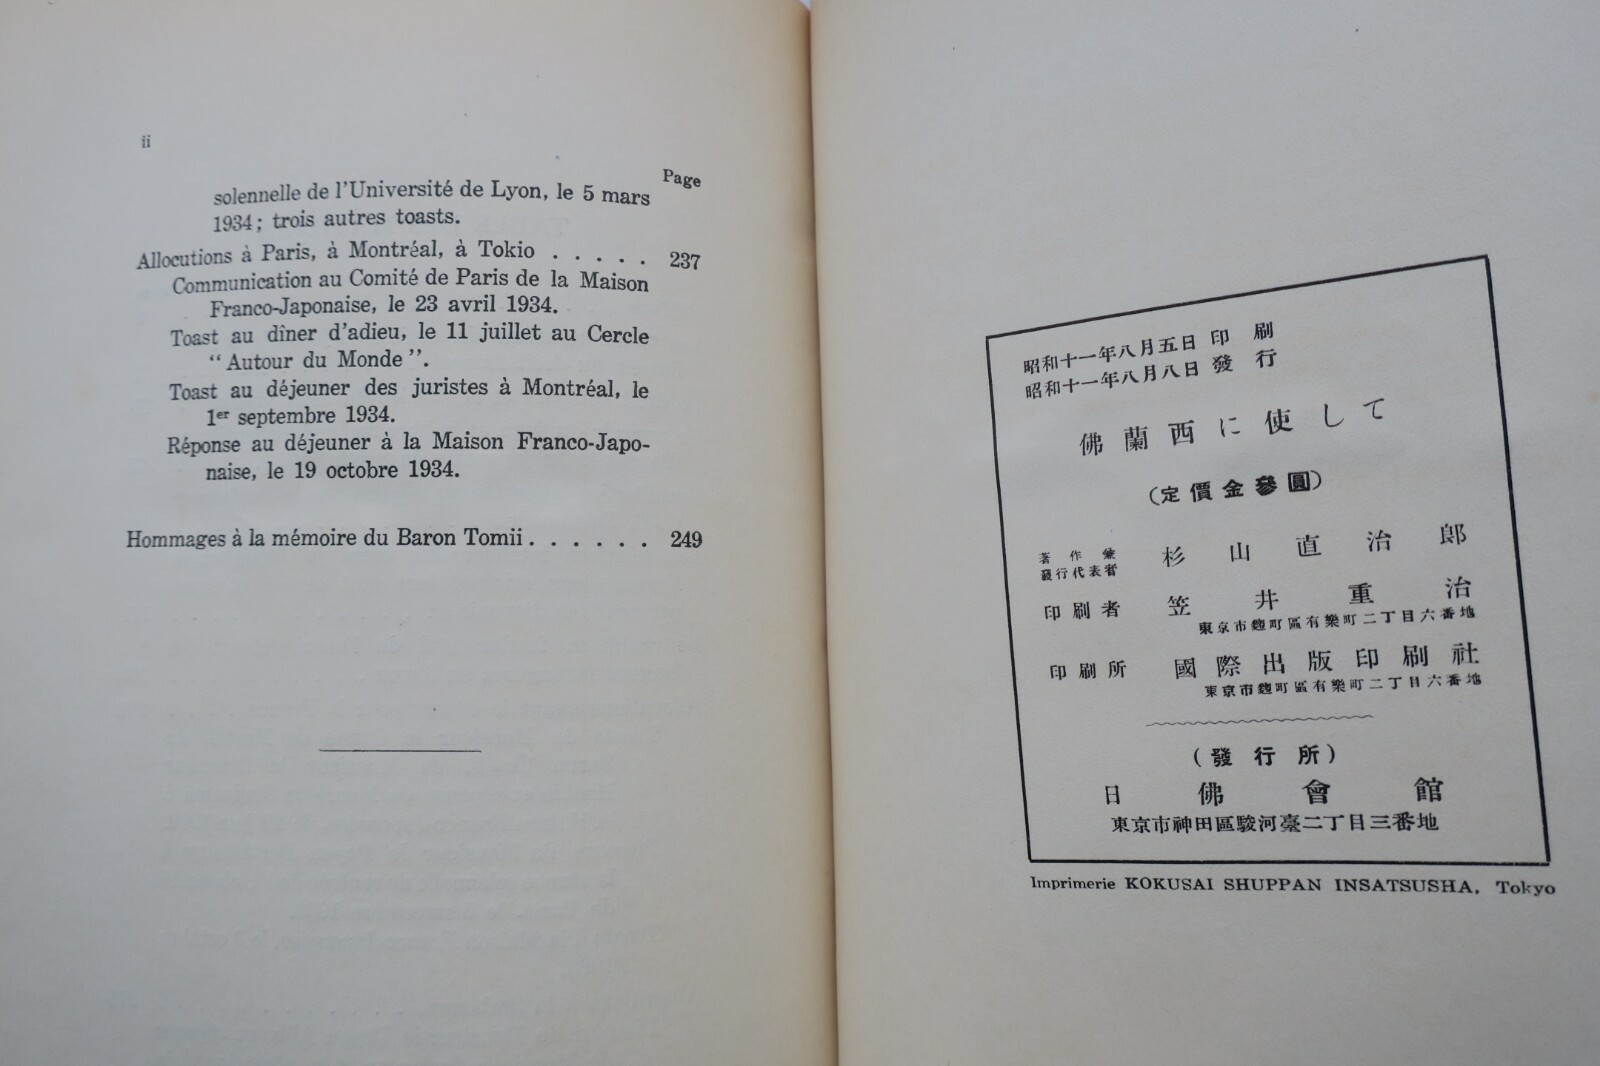 ii
Page
solennelle de l'Université de Lyon, le 5 mars
1934; trois autres toasts.
Allocutions à Paris, à Montréal, à Tokio . . . . . 237
Communication au Comité de Paris de la Maison
Franco-Japonaise, le 23 avril 1934.
Toast au dîner d'adieu, le 11 juillet au Cercle
“Autour du Monde”.
Toast au déjeuner des juristes à Montréal, le
1er septembre 1934.
Réponse au déjeuner à la Maison Franco-Japo-
naise, le 19 octobre 1934.
Hommages à la mémoire du Baron Tomii . . . . . . 249
昭和十一年八月五日印刷
昭和十一年八月八日發行
佛蘭西に使して
(定價金參圓)
著作兼
發行代表者 杉山直治郎
印刷者 笠井重治
東京市麴町區有樂町二丁目六番地
印刷所 國際出版印刷社
東京市麴町區有樂町二丁目六番地
(發行所)
日佛會館
東京市神田區駿河臺二丁目三番地
Imprimerie KOKUSAI SHUPPAN INSATSUSHA, Tokyo